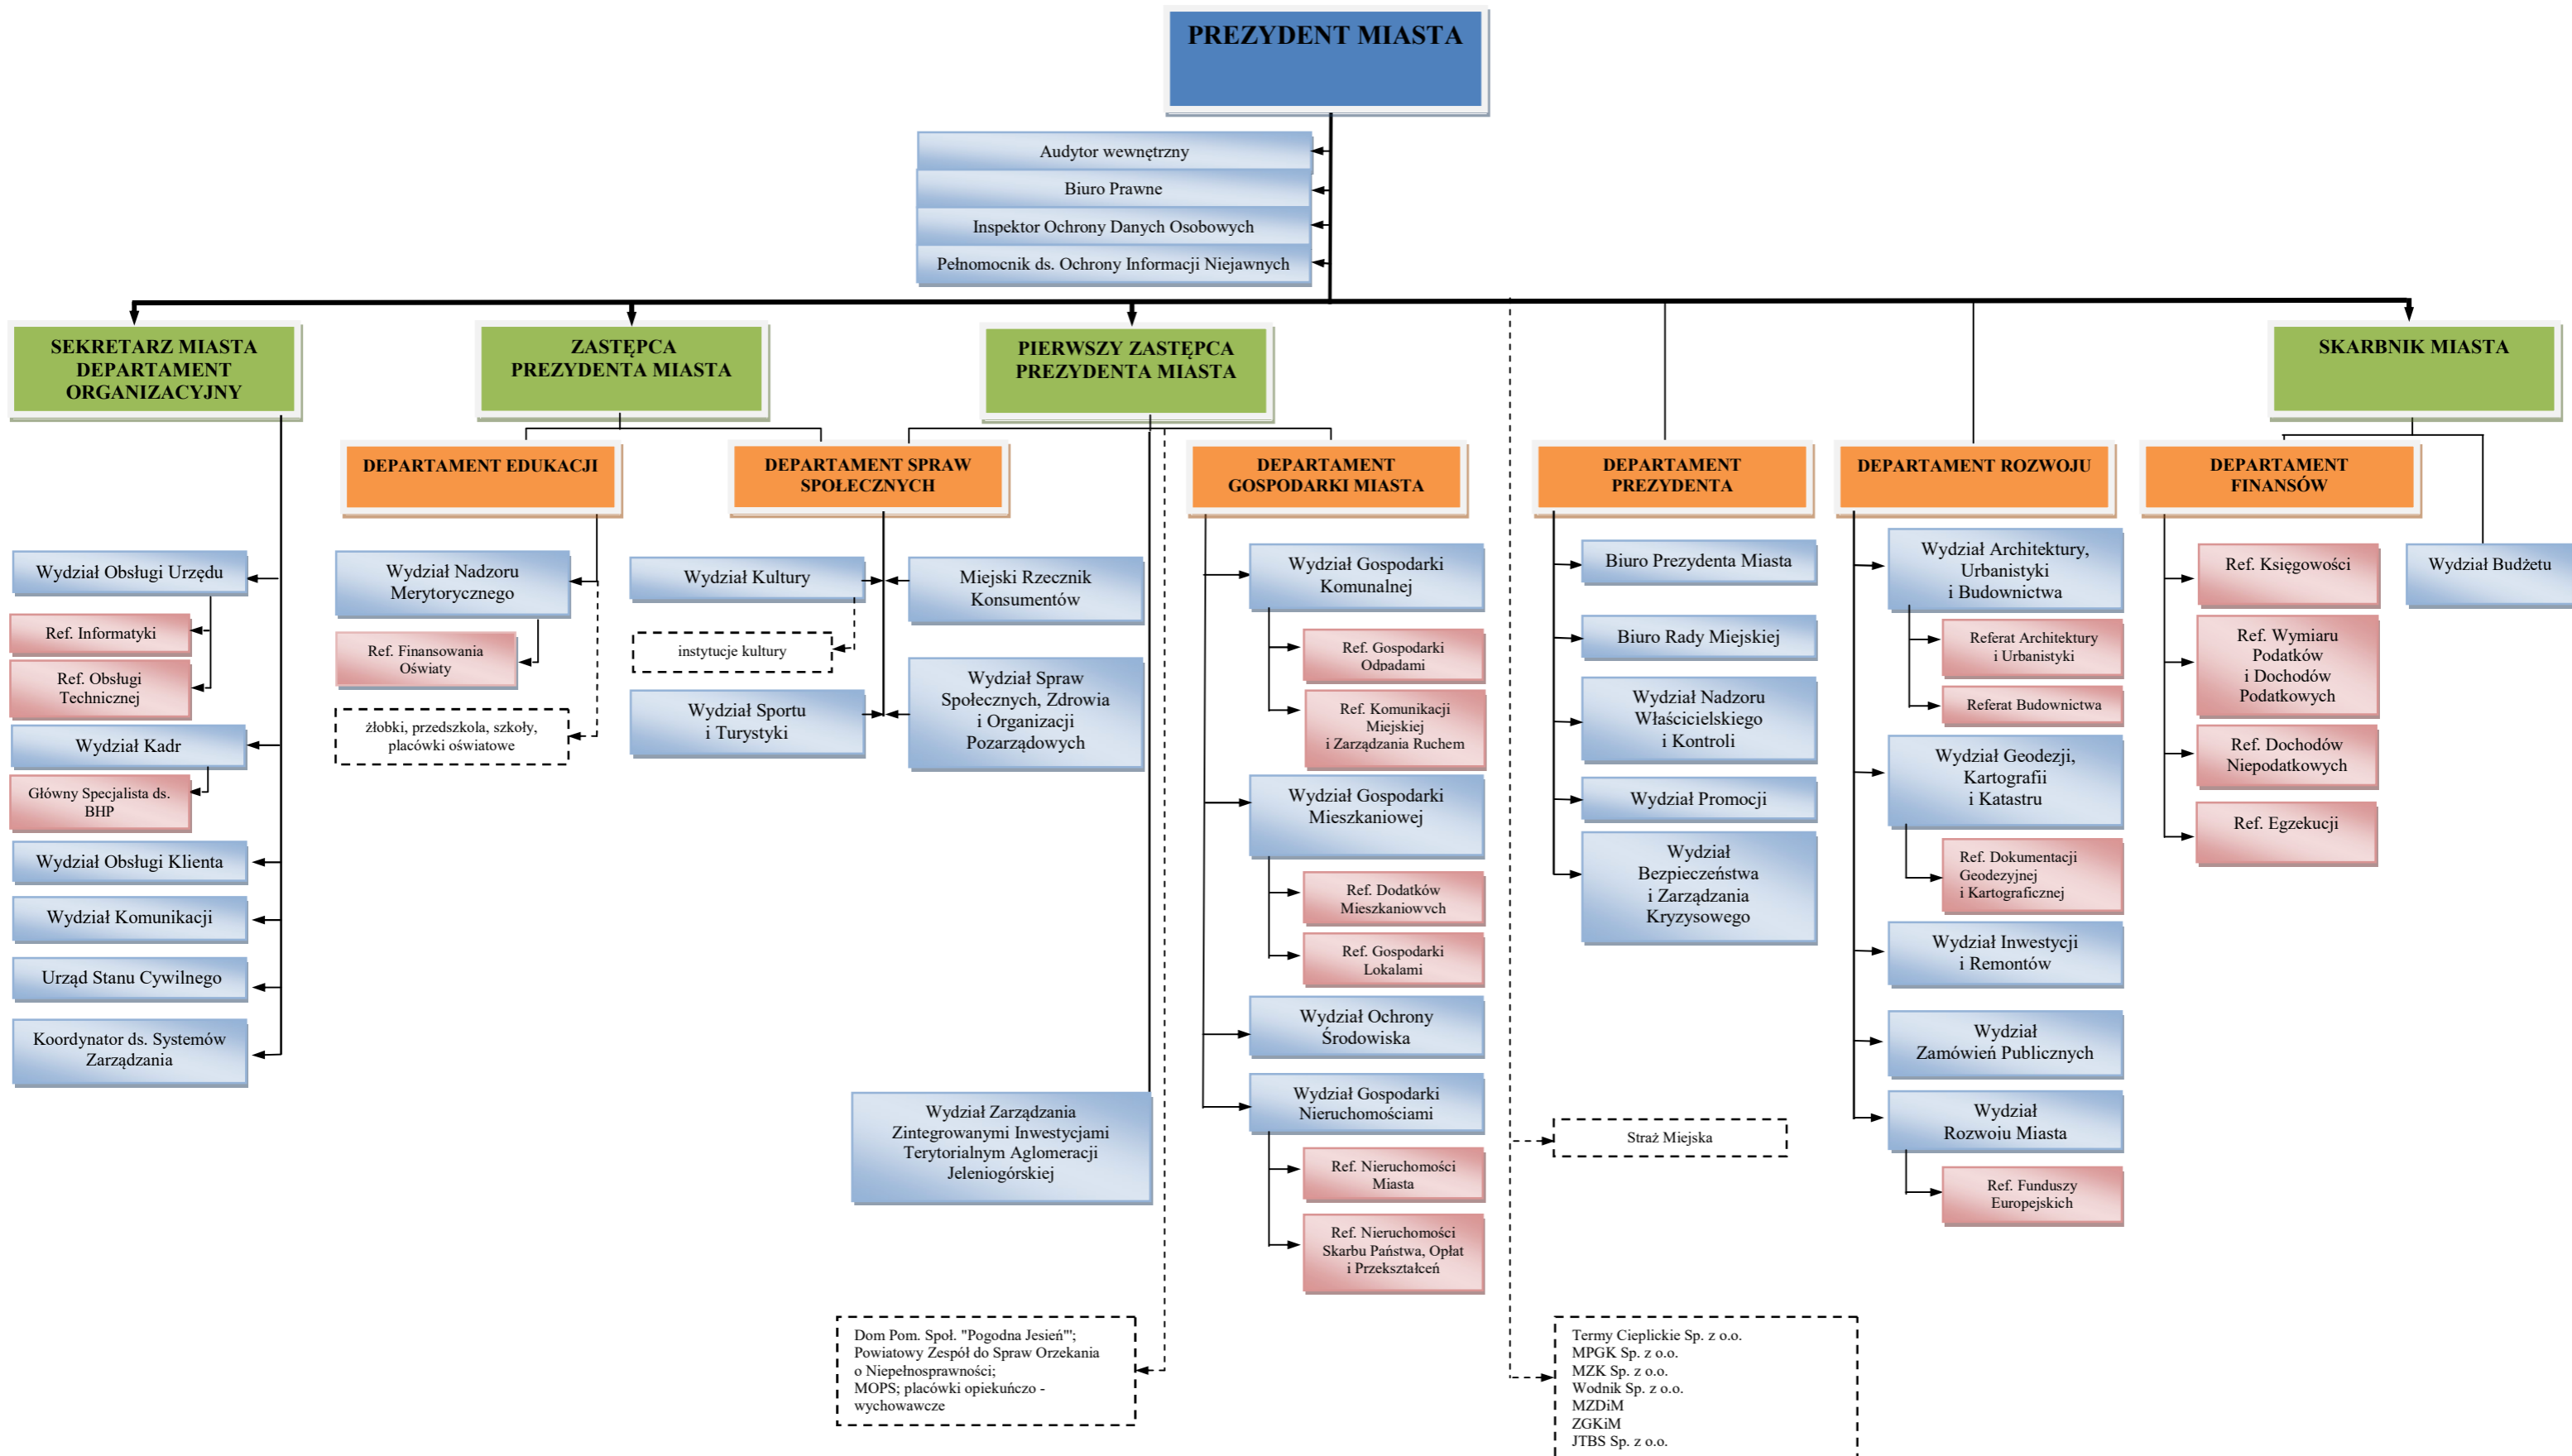 PREZYDENT MIASTA
Audytor wewnętrzny
Biuro Prawne
Inspektor Ochrony Danych Osobowych
Pełnomocnik ds. Ochrony Informacji Niejawnych
SEKRETARZ MIASTA
DEPARTAMENT
ORGANIZACYJNY
ZASTĘPCA
PREZYDENTA MIASTA
PIERWSZY ZASTĘPCA
PREZYDENTA MIASTA
SKARBNIK MIASTA
DEPARTAMENT EDUKACJI
DEPARTAMENT SPRAW
SPOŁECZNYCH
DEPARTAMENT
GOSPODARKI MIASTA
DEPARTAMENT
PREZYDENTA
DEPARTAMENT ROZWOJU
DEPARTAMENT
FINANSÓW
Wydział Obsługi Urzędu
Ref. Informatyki
Ref. Obsługi
Technicznej
Wydział Kadr
Główny Specjalista ds.
BHP
Wydział Obsługi Klienta
Wydział Komunikacji
Urząd Stanu Cywilnego
Koordynator ds. Systemów
Zarządzania
Wydział Nadzoru
Merytorycznego
Ref. Finansowania
Oświaty
żłobki, przedszkola, szkoły,
placówki oświatowe
Wydział Kultury
instytucje kultury
Wydział Sportu
i Turystyki
Miejski Rzecznik
Konsumentów
Wydział Spraw
Społecznych, Zdrowia
i Organizacji
Pozarządowych
Wydział Zarządzania
Zintegrowanymi Inwestycjami
Terytorialnym Aglomeracji
Jeleniogórskiej
Dom Pom. Społ. "Pogodna Jesień"';
Powiatowy Zespół do Spraw Orzekania
o Niepełnosprawności;
MOPS; placówki opiekuńczo -
wychowawcze
Wydział Gospodarki
Komunalnej
Ref. Gospodarki
Odpadami
Ref. Komunikacji
Miejskiej
i Zarządzania Ruchem
Wydział Gospodarki
Mieszkaniowej
Ref. Dodatków
Mieszkaniowych
Ref. Gospodarki
Lokalami
Wydział Ochrony
Środowiska
Wydział Gospodarki
Nieruchomościami
Ref. Nieruchomości
Miasta
Ref. Nieruchomości
Skarbu Państwa, Opłat
i Przekształceń
Biuro Prezydenta Miasta
Biuro Rady Miejskiej
Wydział Nadzoru
Właścicielskiego
i Kontroli
Wydział Promocji
Wydział
Bezpieczeństwa
i Zarządzania
Kryzysowego
Straż Miejska
Termy Cieplickie Sp. z o.o.
MPGK Sp. z o.o.
MZK Sp. z o.o.
Wodnik Sp. z o.o.
MZDiM
ZGKiM
JTBS Sp. z o.o.
Wydział Architektury,
Urbanistyki
i Budownictwa
Referat Architektury
i Urbanistyki
Referat Budownictwa
Wydział Geodezji,
Kartografii
i Katastru
Ref. Dokumentacji
Geodezyjnej
i Kartograficznej
Wydział Inwestycji
i Remontów
Wydział
Zamówień Publicznych
Wydział
Rozwoju Miasta
Ref. Funduszy
Europejskich
Ref. Księgowości
Ref. Wymiaru
Podatków
i Dochodów
Podatkowych
Ref. Dochodów
Niepodatkowych
Ref. Egzekucji
Wydział Budżetu